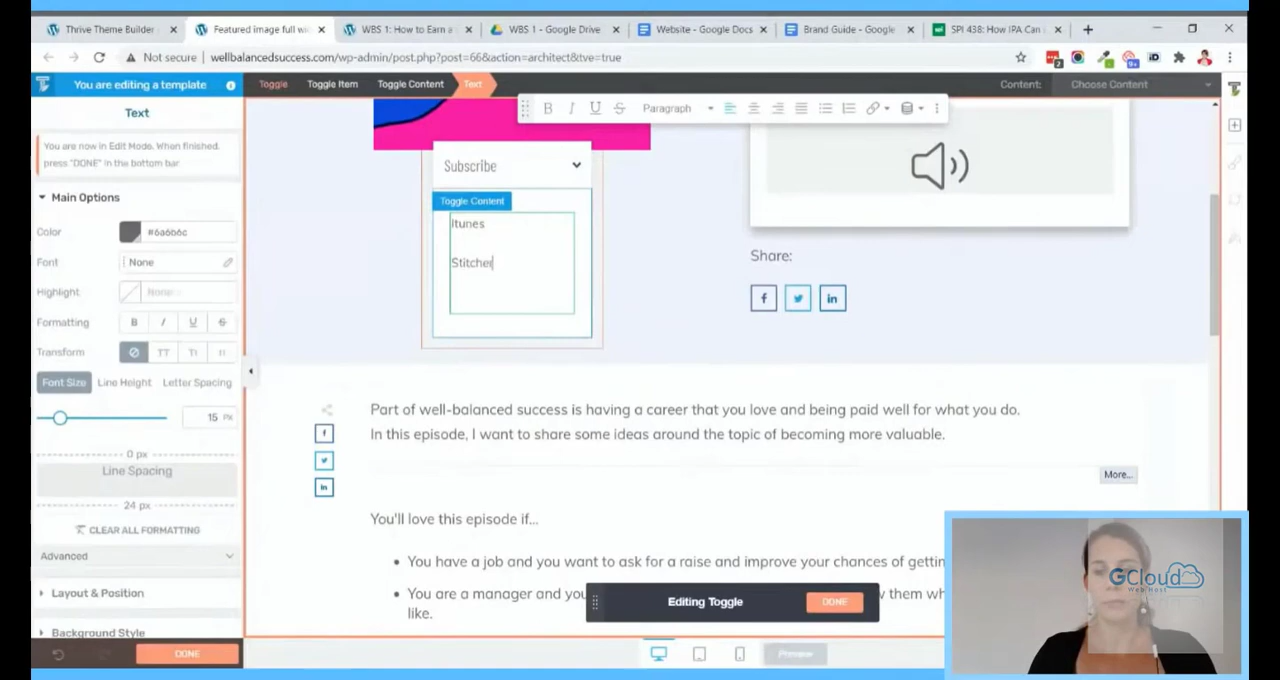 Thrive Theme Builder
Featured image full wi
WBS 1: How to Earn a
WBS 1 - Google Drive
Website - Google Docs
Brand Guide - Google
SPI 438: How IPA Can
Not secure
wellbalancedsuccess.com/wp-admin/post.php?post=66&action=architect&tve=true
You are editing a template
Toggle
Toggle Item
Toggle Content
Text
Content:
Choose Content
Text
Paragraph
You are now in Edit Mode. When finished,
press "DONE" in the bottom bar
Main Options
Color
#6a6b6c
Font
None
Highlight
None...
Formatting
B I U S
Transform
TT Tt tt
Font Size
Line Height
Letter Spacing
15 PX
0 px
Line Spacing
24 px
CLEAR ALL FORMATTING
Advanced
Layout & Position
Background Style
DONE
Subscribe
Toggle Content
Itunes
Stitcher
Share:
Part of well-balanced success is having a career that you love and being paid well for what you do.
In this episode, I want to share some ideas around the topic of becoming more valuable.
More...
You'll love this episode if...
You have a job and you want to ask for a raise and improve your chances of gettin
You are a manager and you
them wh
like.
Editing Toggle
DONE
Preview
GCloud
Web Host